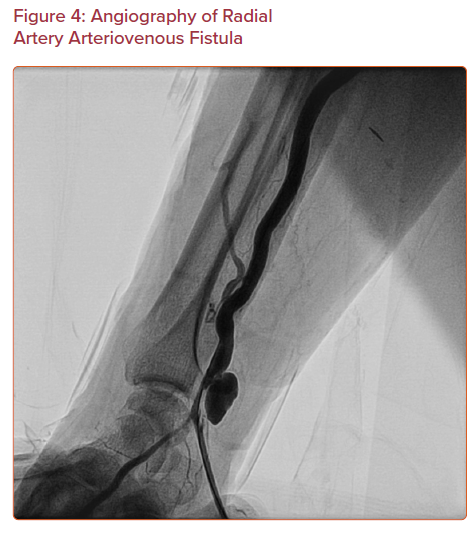 Figure 4: Angiography of Radial
Artery Arteriovenous Fistula